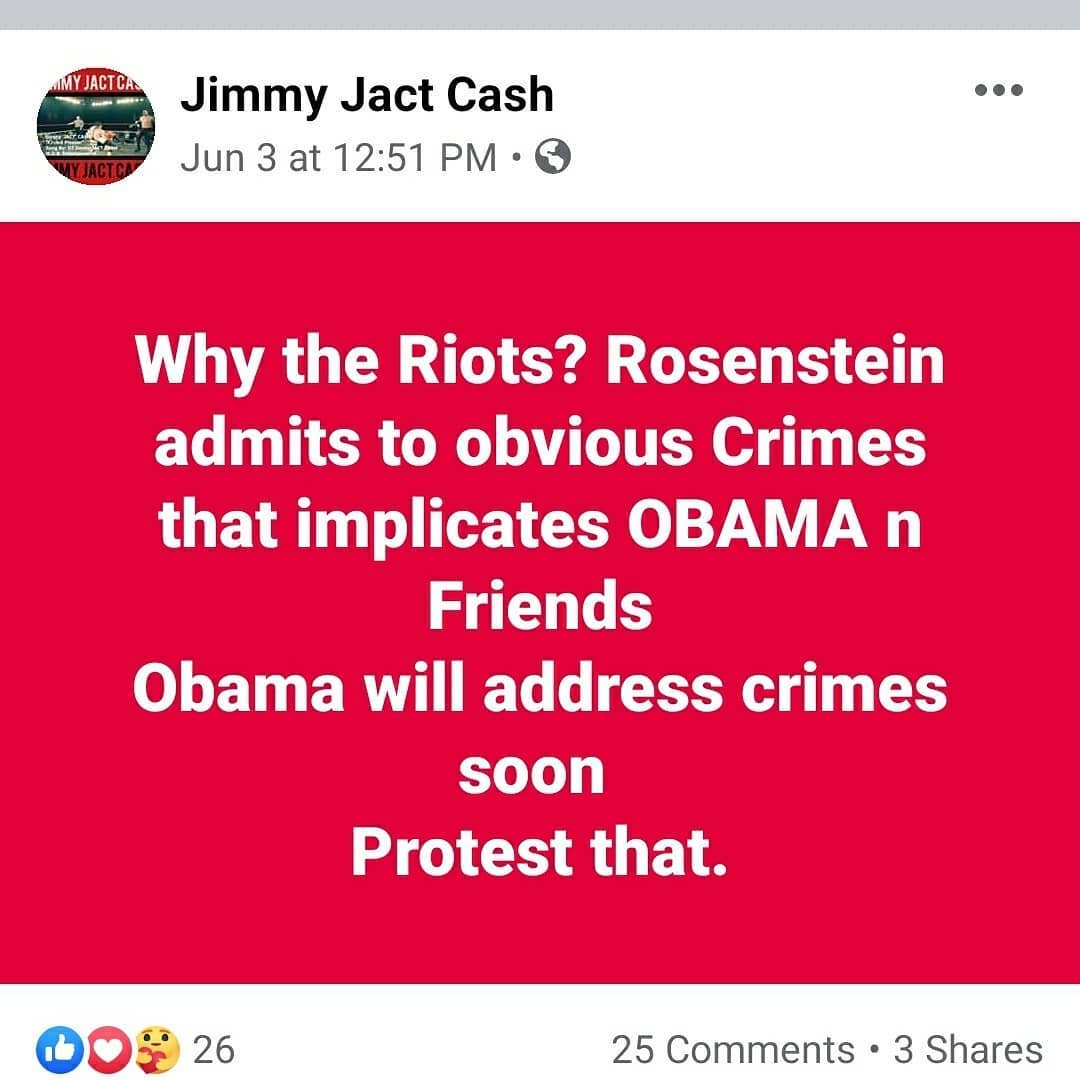 MMY JACT CAS
MY JACT CA
Jimmy Jact Cash
Jun 3 at 12:51 PM
Why the Riots? Rosenstein
admits to obvious Crimes
that implicates OBAMA n
Friends
Obama will address crimes
soon
Protest that.
26
25 Comments • 3 Shares